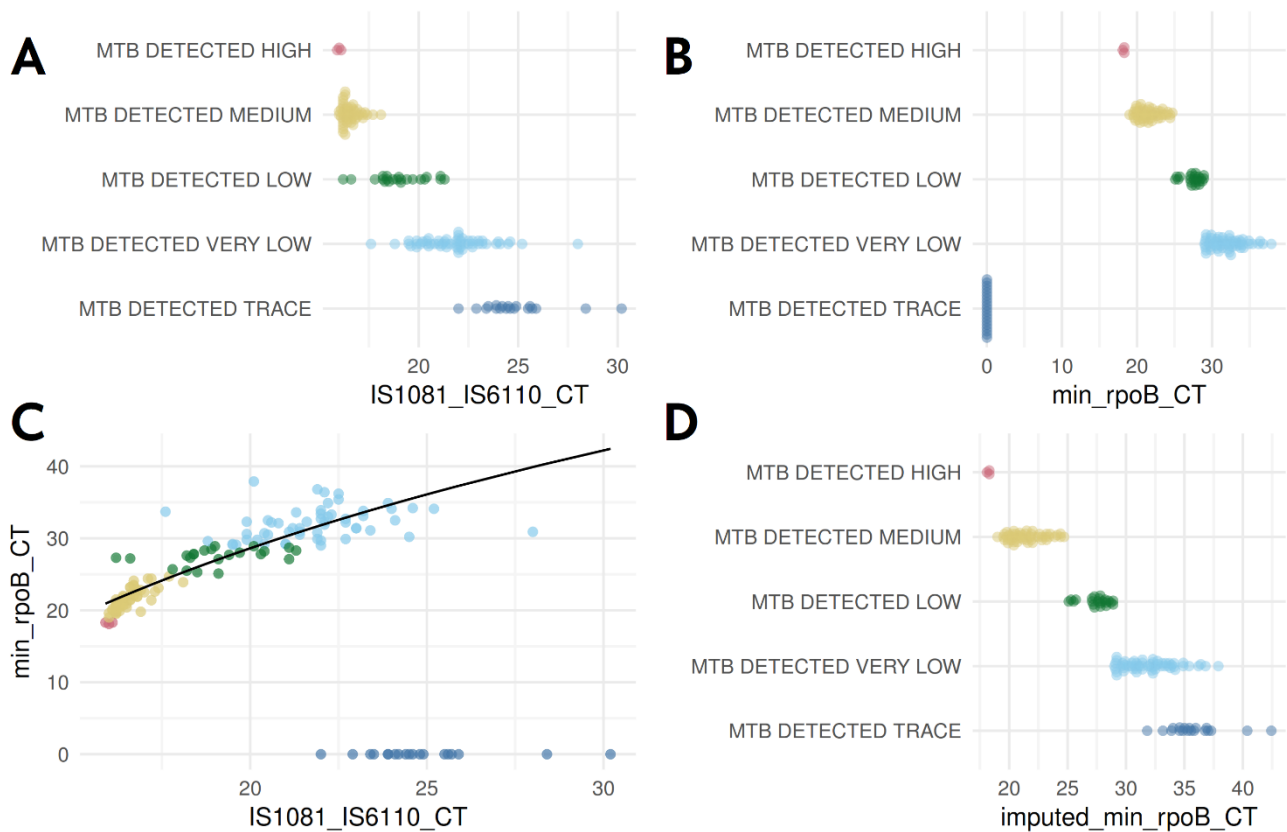 A
MTB DETECTED HIGH
MTB DETECTED MEDIUM
MTB DETECTED LOW
MTB DETECTED VERY LOW
MTB DETECTED TRACE
20 25 30
IS1081_IS6110_CT
B
MTB DETECTED HIGH
MTB DETECTED MEDIUM
MTB DETECTED LOW
MTB DETECTED VERY LOW
MTB DETECTED TRACE
0 10 20 30
min_rpoB_CT
C
min_rpoB_CT
40
30
20
10
0
20 25 30
IS1081_IS6110_CT
D
MTB DETECTED HIGH
MTB DETECTED MEDIUM
MTB DETECTED LOW
MTB DETECTED VERY LOW
MTB DETECTED TRACE
20 25 30 35 40
imputed_min_rpoB_CT